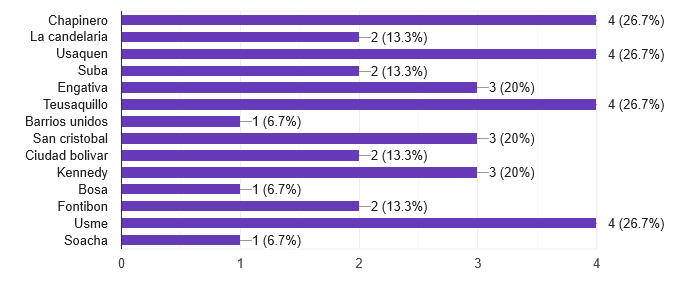 Chapinero 4 (26.7%)
La candelaria 2 (13.3%)
Usaquen 4 (26.7%)
Suba 2 (13.3%)
Engativa 3 (20%)
Teusaquillo 4 (26.7%)
Barrios unidos 1 (6.7%)
San cristobal 3 (20%)
Ciudad bolivar 2 (13.3%)
Kennedy 3 (20%)
Bosa 1 (6.7%)
Fontibon 2 (13.3%)
Usme 4 (26.7%)
Soacha 1 (6.7%)
0 1 2 3 4